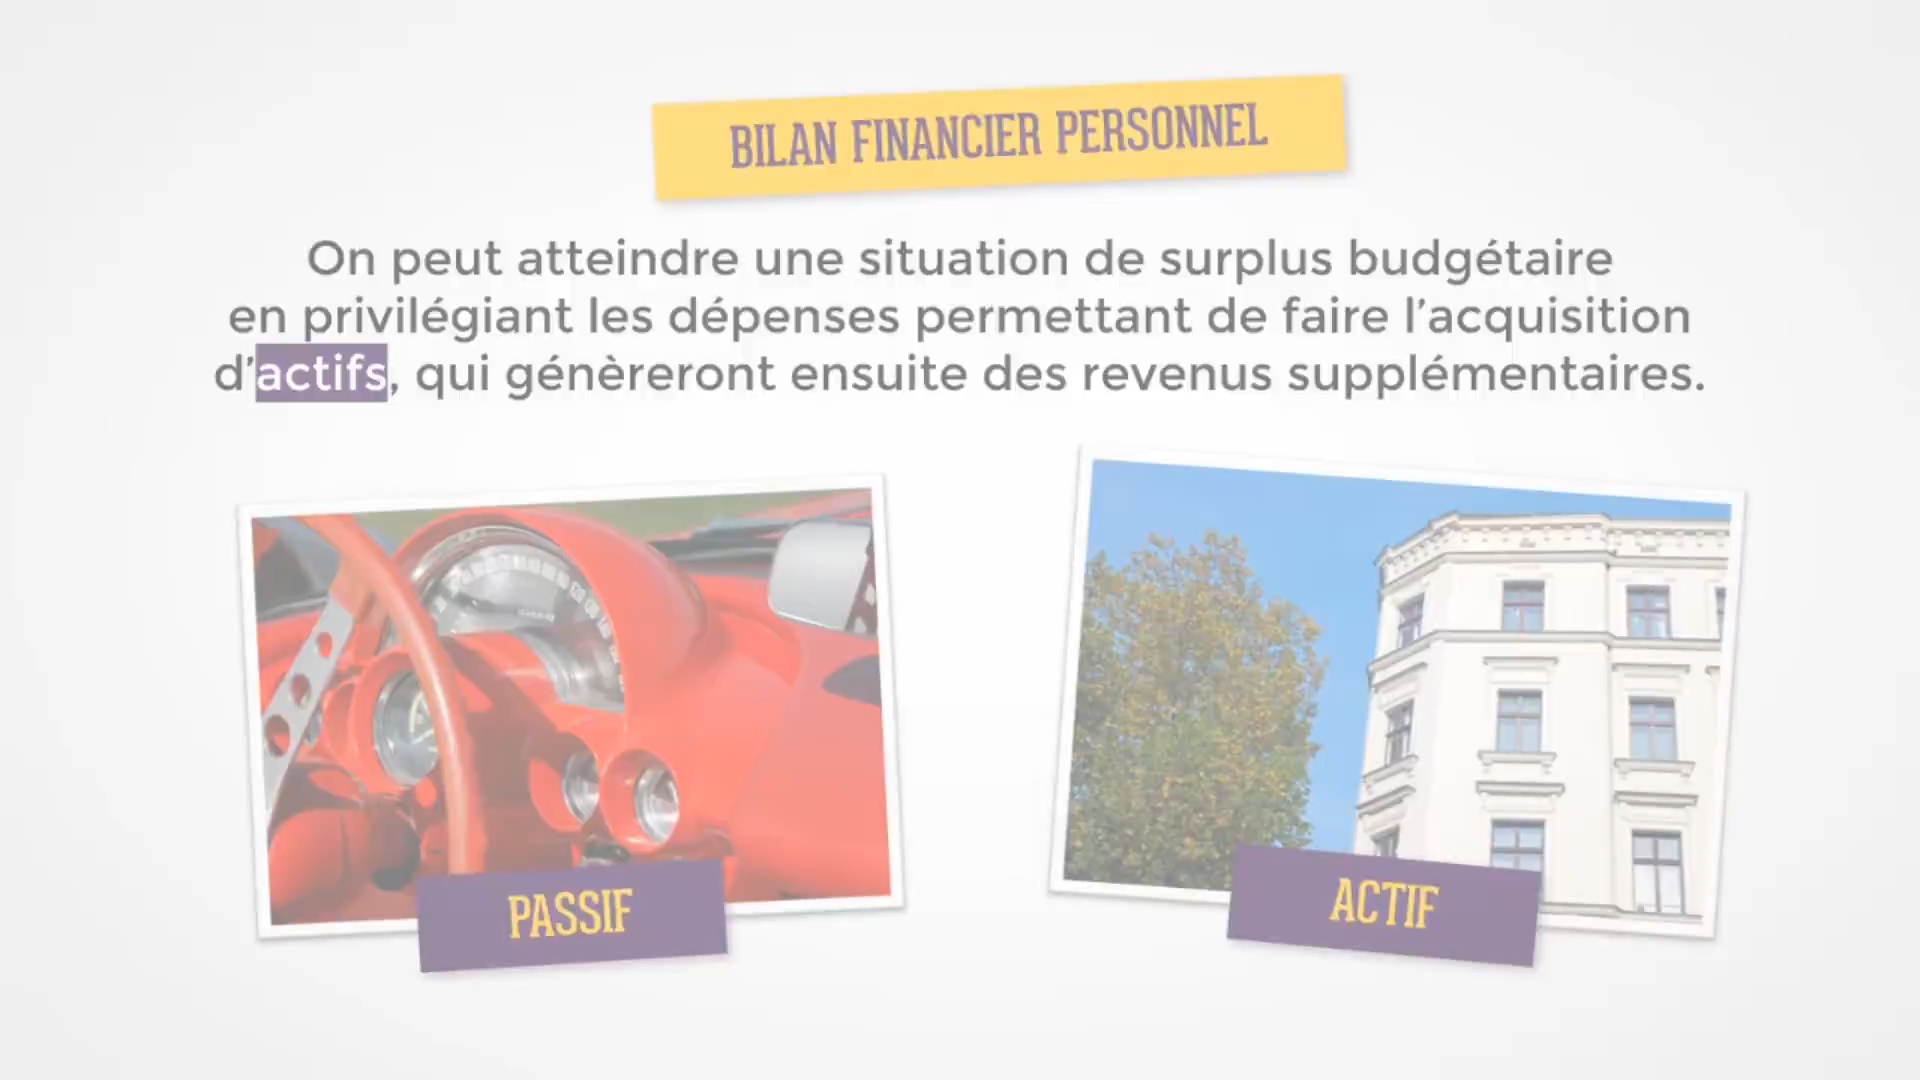 BILAN FINANCIER PERSONNEL
On peut atteindre une situation de surplus budgétaire
en privilégiant les dépenses permettant de faire l’acquisition
d’actifs, qui génèreront ensuite des revenus supplémentaires.
PASSIF
ACTIF